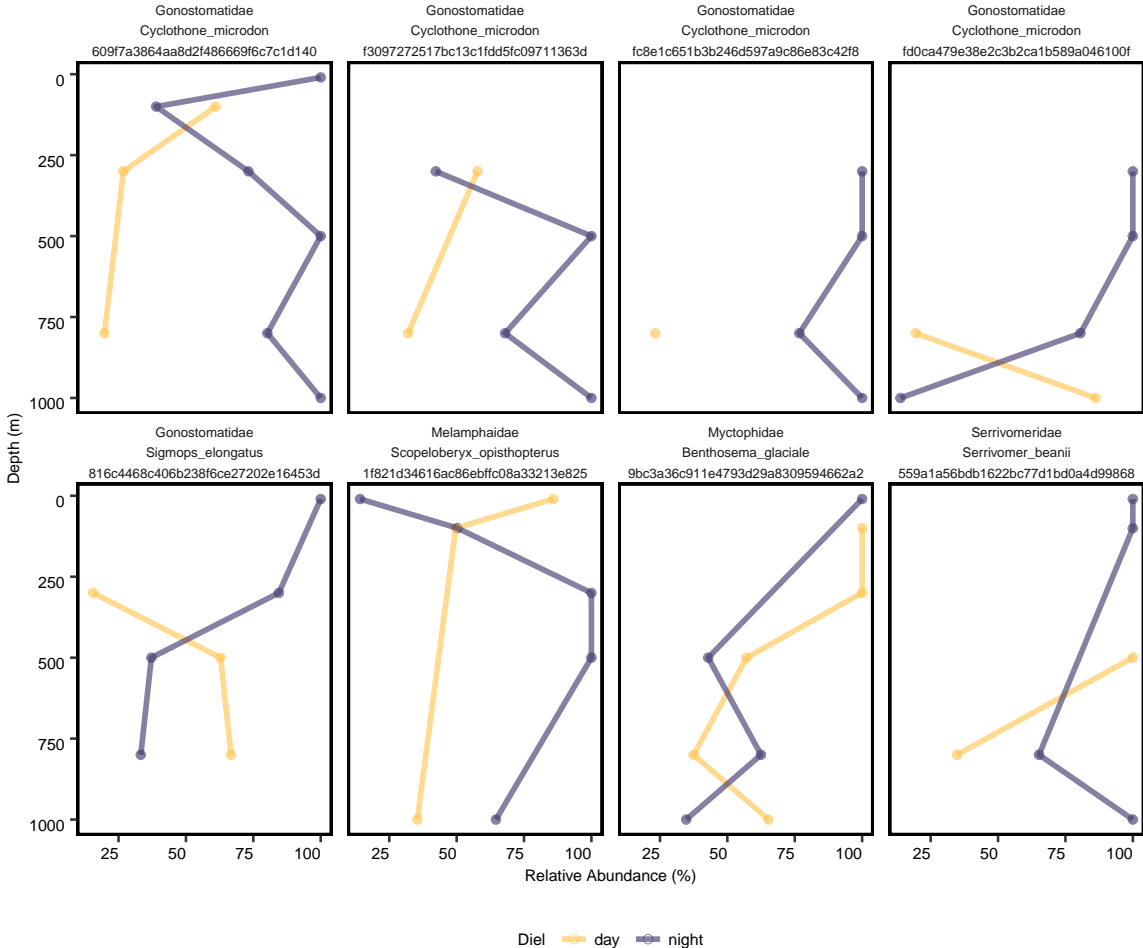 Gonostomatidae
Cyclothone_microdon
609f7a3864aa8d2f486669f6c7c1d140
Gonostomatidae
Cyclothone_microdon
f3097272517bc13c1fdd5fc09711363d
Gonostomatidae
Cyclothone_microdon
fc8e1c651b3b246d597a9c86e83c42f8
Gonostomatidae
Cyclothone_microdon
fd0ca479e38e2c3b2ca1b589a046100f
0
250
500
750
1000
Depth (m)
Gonostomatidae
Sigmops_elongatus
816c4468c406b238f6ce27202e16453d
Melamphaidae
Scopeloberyx_opisthopterus
1f821d34616ac86ebffc08a33213e825
Myctophidae
Benthosema_glaciale
9bc3a36c911e4793d29a8309594662a2
Serrivomeridae
Serrivomer_beanii
559a1a56bdb1622bc77d1bd0a4d99868
0
250
500
750
1000
25 50 75 100
25 50 75 100
25 50 75 100
25 50 75 100
Relative Abundance (%)
Diel day night